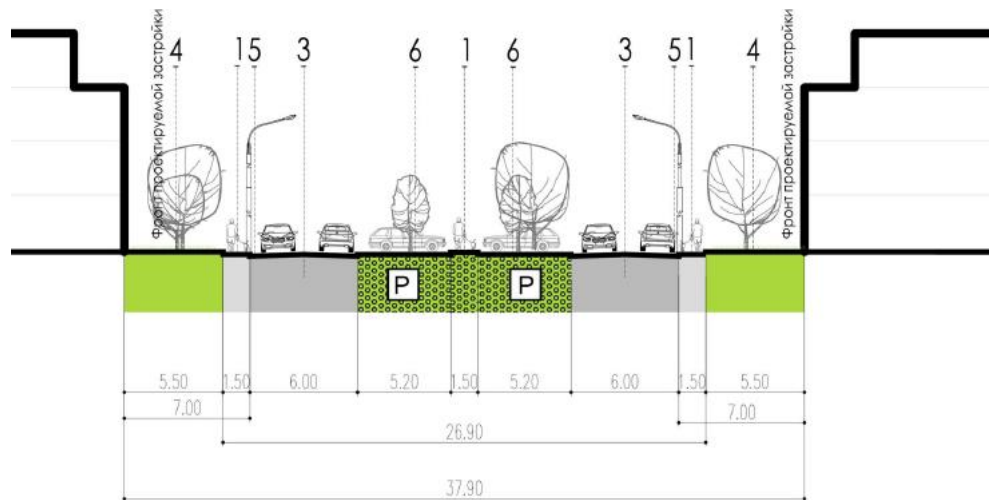 Фронт проектируемой застройки
4 1 5 3 6 1 6 3 5 1 4
Фронт проектируемой застройки
P P
5.50 1.50 6.00 5.20 1.50 5.20 6.00 1.50 5.50
7.00 7.00
26.90
37.90